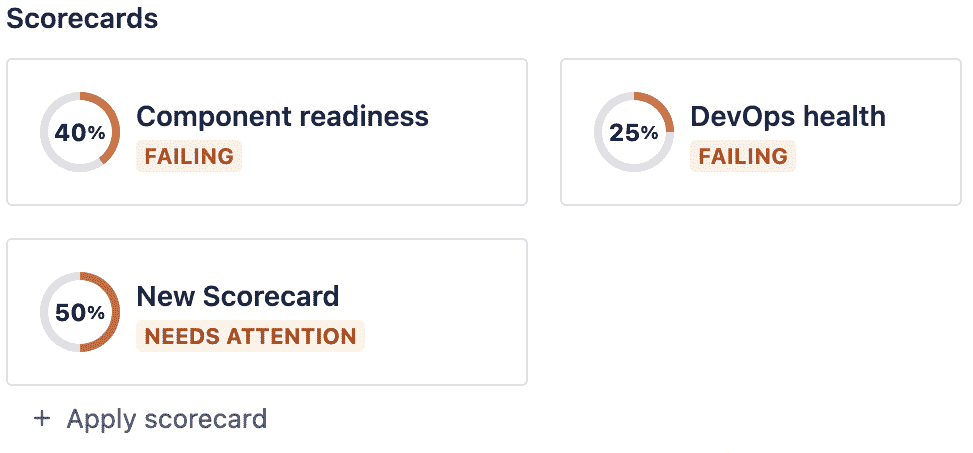 Scorecards
40%
Component readiness
FAILING
25%
DevOps health
FAILING
50%
New Scorecard
NEEDS ATTENTION
+ Apply scorecard